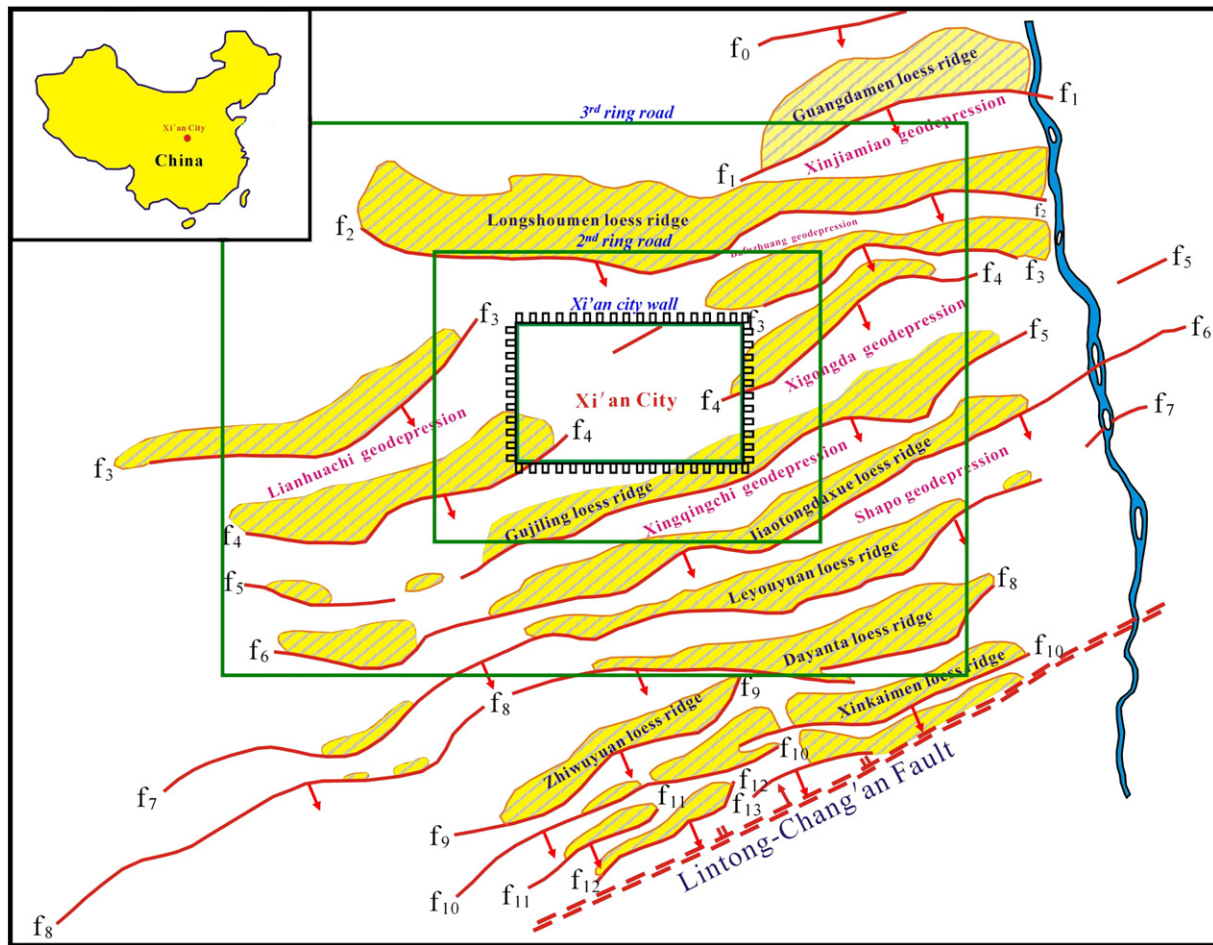 f0
Guangdamen loess ridge
f1
3rd ring road
Xi'an City
China
Xinjiamiao geodepression
f1
f2
Longshoumen loess ridge
f2
2nd ring road
geodepression
f3
f4
f5
Xi'an city wall
f3
f3
f5
f6
Xigongda geodepression
Xi'an City
f4
f7
f4
f3
Lianhuachi geodepression
Jiaotongdaxue loess ridge
Shapo geodepression
Xingqingchi geodepression
Gujiling loess ridge
f4
f5
Leyouyuan loess ridge
f8
f6
Dayanta loess ridge
f10
f9
Xinkaimen loess ridge
f8
Zhiwuyuan loess ridge
f10
f7
f12
f11
f13
Lintong-Chang'an Fault
f9
f12
f10
f11
f8